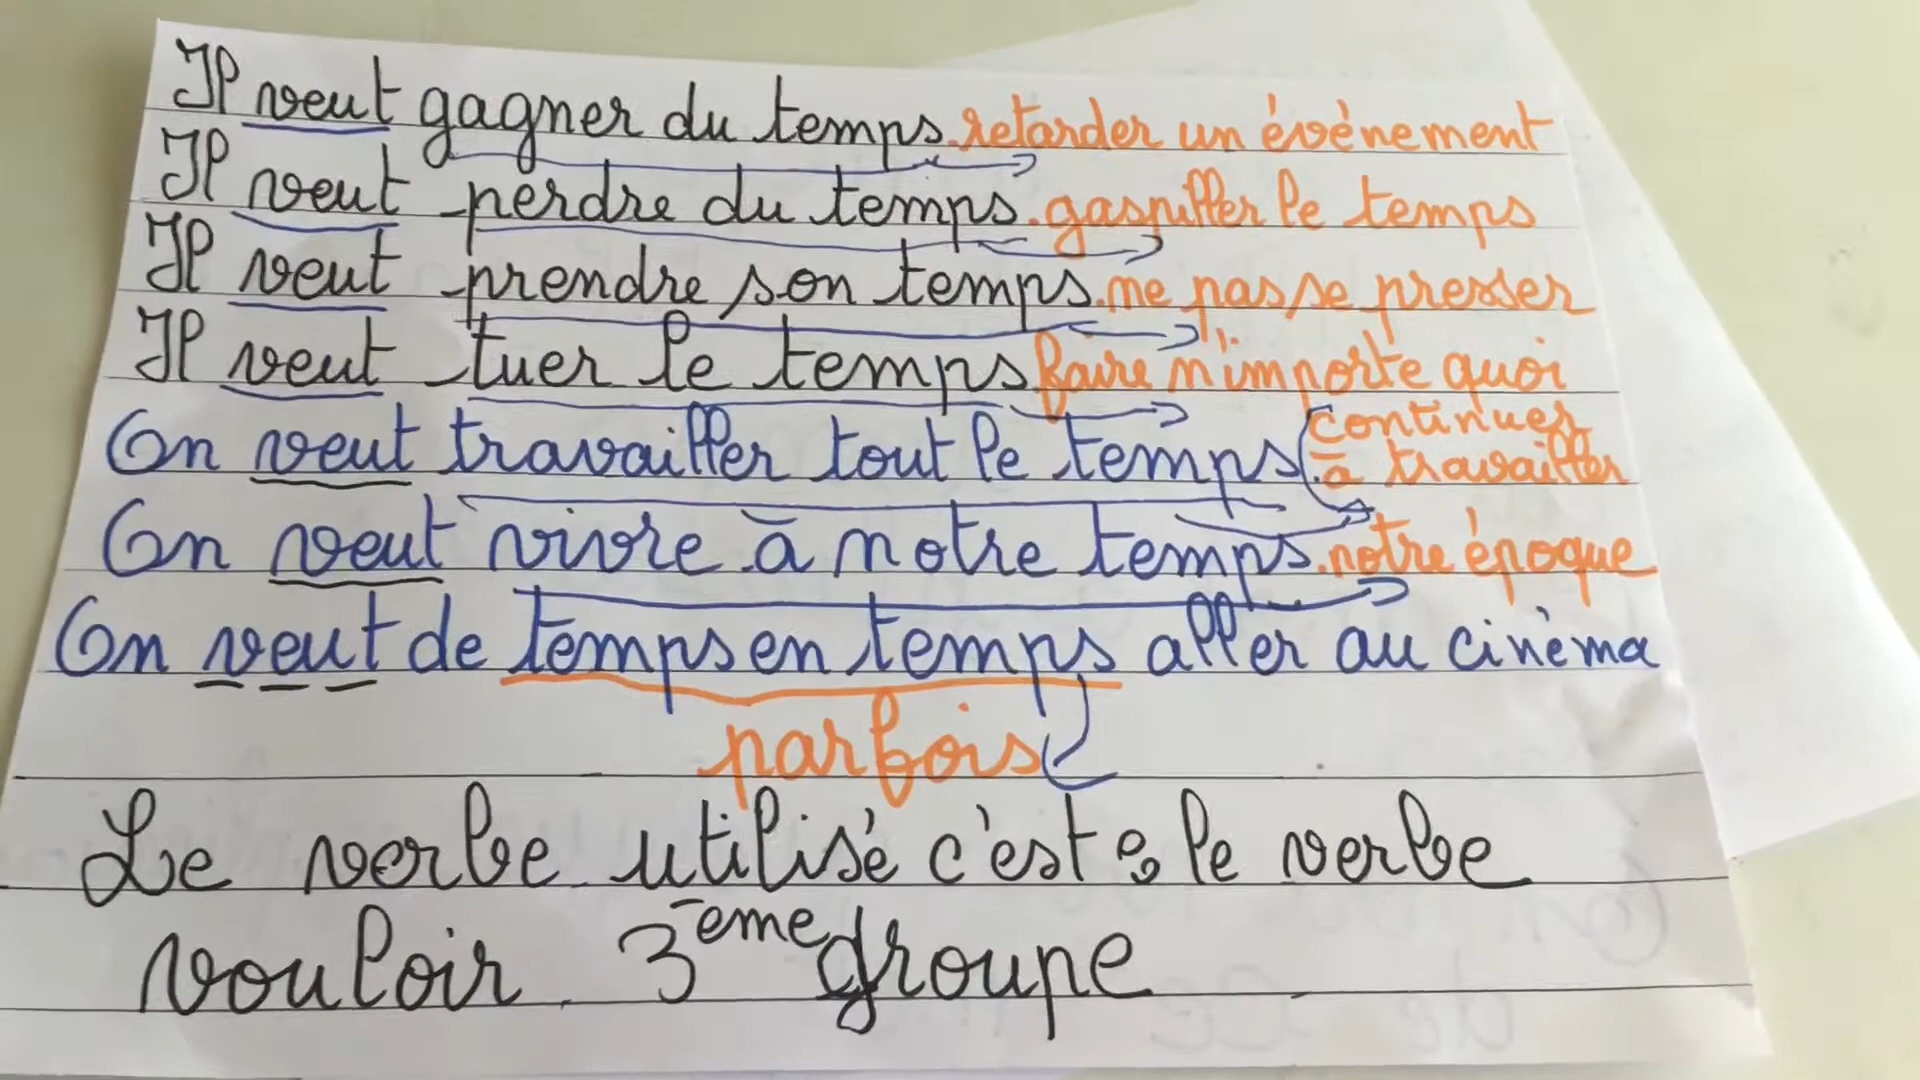 Il veut gagner du temps. retarder un évènement
Il veut perdre du temps. gaspiller le temps
Il veut prendre son temps. ne pas se presser
Il veut tuer le temps faire n'importe quoi
On veut travailler tout le temps continuer
à travailler
On veut vivre à notre temps. notre époque
On veut de temps en temps aller au cinéma
parfois
Le verbe utilisé c'est : le verbe
vouloir 3ème groupe